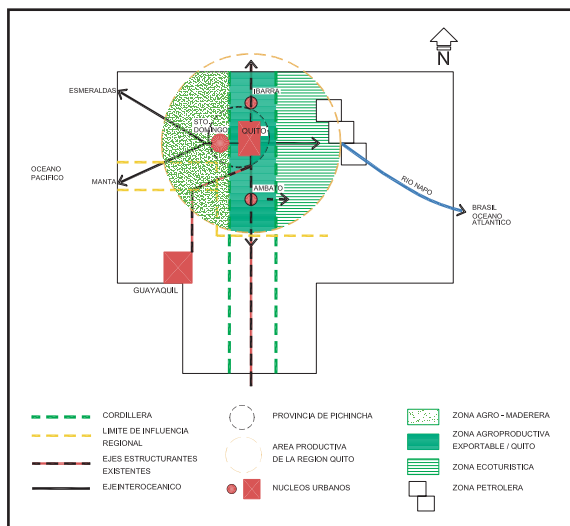 N
ESMERALDAS
IBARRA
STO.
DOMINGO
QUITO
OCEANO
PACIFICO
MANTA
AMBATO
RIO NAPO
BRASIL
OCEANO
ATLANTICO
GUAYAQUIL
CORDILLERA
LIMITE DE INFLUENCIA
REGIONAL
EJES ESTRUCTURANTES
EXISTENTES
EJEINTEROCEANICO
PROVINCIA DE PICHINCHA
AREA PRODUCTIVA
DE LA REGION QUITO
NUCLEOS URBANOS
ZONA AGRO - MADERERA
ZONA AGROPRODUCTIVA
EXPORTABLE / QUITO
ZONA ECOTURISTICA
ZONA PETROLERA